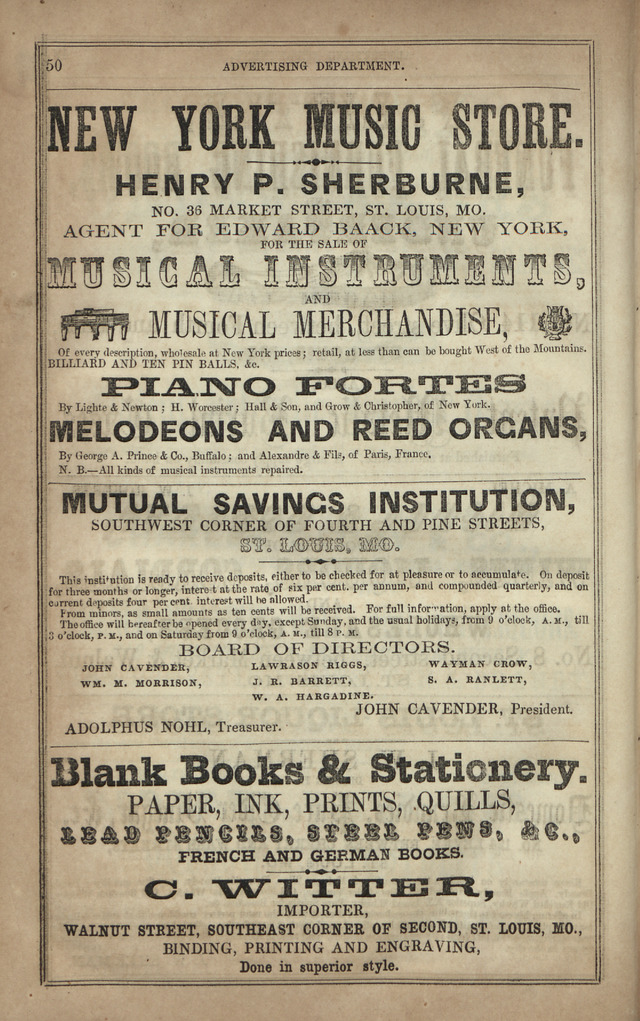 50
ADVERTISING DEPARTMENT.
NEW YORK MUSIC STORE.
HENRY P. SHERBURNE,
NO. 36 MARKET STREET, ST. LOUIS, MO.
AGENT FOR EDWARD BAACK, NEW YORK,
FOR THE SALE OF
MUSICAL INSTRUMENTS,
AND
MUSICAL MERCHANDISE,
Of every description, wholesale at New York prices; retail, at less than can be bought West of the Mountains.
BILLIARD AND TEN PIN BALLS, &c.
PIANO FORTES
By Lighte & Newton; H. Worcester; Hall & Son, and Grow & Christopher, of New York.
MELODEONS AND REED ORGANS,
By George A. Prince & Co., Buffalo; and Alexandre & Fils, of Paris, France.
N. B.—All kinds of musical instruments repaired.
MUTUAL SAVINGS INSTITUTION,
SOUTHWEST CORNER OF FOURTH AND PINE STREETS,
ST. LOUIS, MO.
This institution is ready to receive deposits, either to be checked for at pleasure or to accumulate. On deposit
for three months or longer, interest at the rate of six per cent. per annum, and compounded quarterly, and on
current deposits four per cent. interest will be allowed.
From minors, as small amounts as ten cents will be received. For full information, apply at the office.
The office will hereafter be opened every day, except Sunday, and the usual holidays, from 9 o'clock, A. M., till
3 o'clock, P. M., and on Saturday from 9 o'clock, A. M., till 8 P. M.
BOARD OF DIRECTORS.
JOHN CAVENDER, LAWRASON RIGGS, WAYMAN CROW,
WM. M. MORRISON, J. R. BARRETT, S. A. RANLETT,
W. A. HARGADINE.
JOHN CAVENDER, President.
ADOLPHUS NOHL, Treasurer.
Blank Books & Stationery.
PAPER, INK, PRINTS, QUILLS,
LEAD PENCILS, STEEL PENS, &C.,
FRENCH AND GERMAN BOOKS.
C. WITTER,
IMPORTER,
WALNUT STREET, SOUTHEAST CORNER OF SECOND, ST. LOUIS, MO.,
BINDING, PRINTING AND ENGRAVING,
Done in superior style.